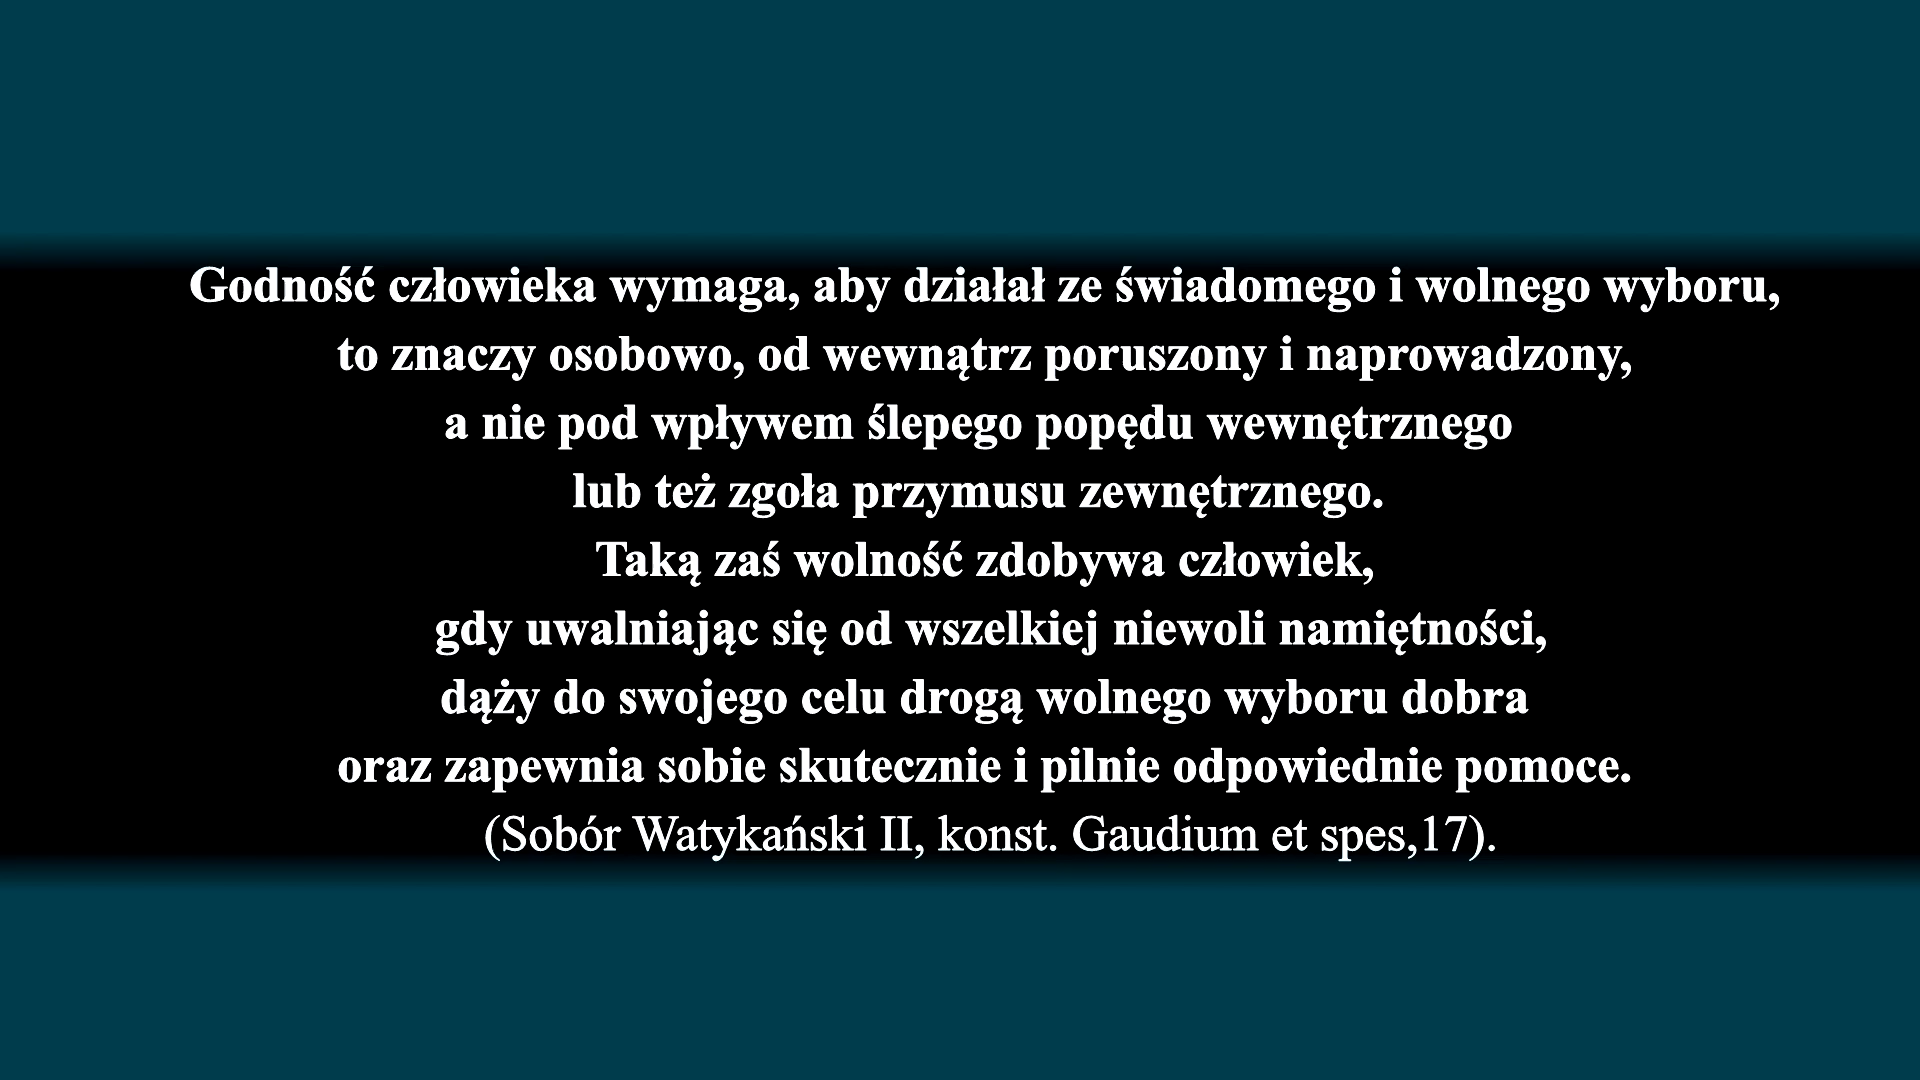 Godność człowieka wymaga, aby działał ze świadomego i wolnego wyboru,
to znaczy osobowo, od wewnątrz poruszony i naprowadzony,
a nie pod wpływem ślepego popędu wewnętrznego
lub też zgoła przymusu zewnętrznego.
Taką zaś wolność zdobywa człowiek,
gdy uwalniając się od wszelkiej niewoli namiętności,
dąży do swojego celu drogą wolnego wyboru dobra
oraz zapewnia sobie skutecznie i pilnie odpowiednie pomoce.
(Sobór Watykański II, konst. Gaudium et spes,17).